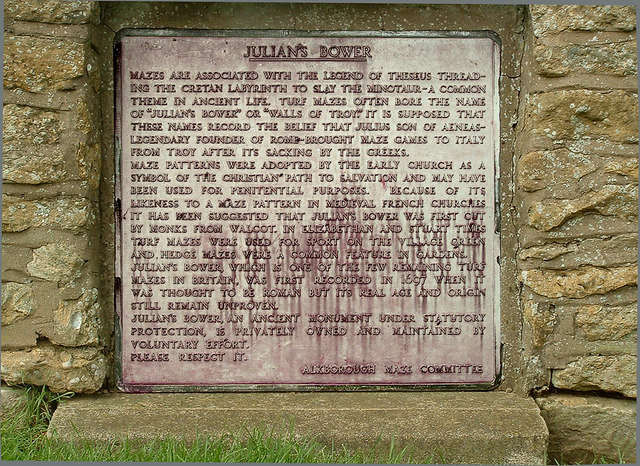 JULIAN'S BOWER
MAZES ARE ASSOCIATED WITH THE LEGEND OF THESEUS THREAD-
ING THE CRETAN LABYRINTH TO SLAY THE MINOTAUR-A COMMON
THEME IN ANCIENT LIFE. TURF MAZES OFTEN BORE THE NAME
OF "JULIAN'S BOWER" OR "WALLS OF TROY." IT IS SUPPOSED THAT
THESE NAMES RECORD THE BELIEF THAT JULIUS SON OF AENEAS-
LEGENDARY FOUNDER OF ROME-BROUGHT MAZE GAMES TO ITALY
FROM TROY AFTER ITS SACKING BY THE GREEKS.
MAZE PATTERNS WERE ADOPTED BY THE EARLY CHURCH AS A
SYMBOL OF THE CHRISTIAN PATH TO SALVATION AND MAY HAVE
BEEN USED FOR PENITENTIAL PURPOSES. BECAUSE OF ITS
LIKENESS TO A MAZE PATTERN IN MEDIEVAL FRENCH CHURCHES
IT HAS BEEN SUGGESTED THAT JULIAN'S BOWER WAS FIRST CUT
BY MONKS FROM WALCOT. IN ELIZABETHAN AND STUART TIMES
TURF MAZES WERE USED FOR SPORT ON THE VILLAGE GREEN
AND, HEDGE MAZES WERE A COMMON FEATURE IN GARDENS.
JULIAN'S BOWER, WHICH IS ONE OF THE FEW REMAINING TURF
MAZES IN BRITAIN, WAS FIRST RECORDED IN 1697 WHEN IT
WAS THOUGHT TO BE ROMAN BUT ITS REAL AGE AND ORIGIN
STILL REMAIN UNPROVEN.
JULIAN'S BOWER, AN ANCIENT MONUMENT UNDER STATUTORY
PROTECTION, IS PRIVATELY OWNED AND MAINTAINED BY
VOLUNTARY EFFORT.
PLEASE RESPECT IT.
ALKBOROUGH MAZE COMMITTEE